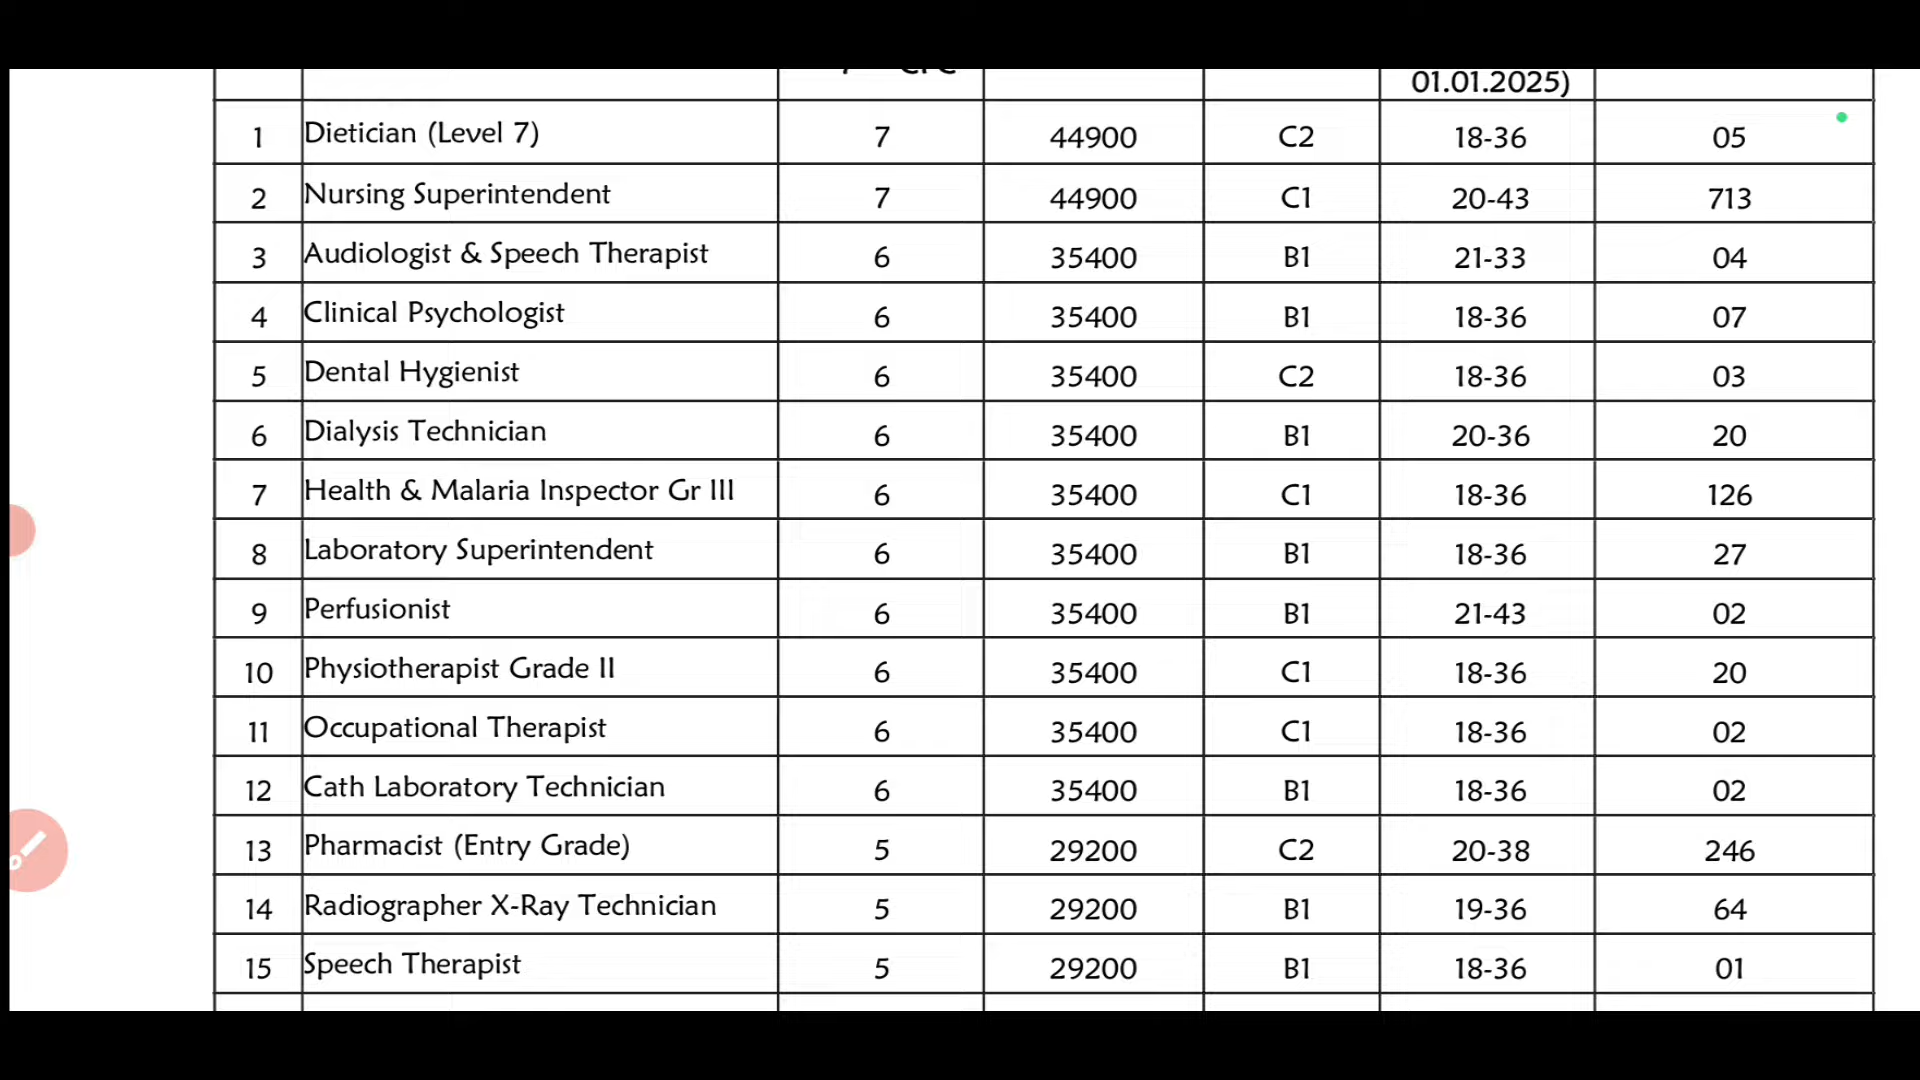 CPC
01.01.2025)
1 Dietician (Level 7) 7 44900 C2 18-36 05
2 Nursing Superintendent 7 44900 C1 20-43 713
3 Audiologist & Speech Therapist 6 35400 B1 21-33 04
4 Clinical Psychologist 6 35400 B1 18-36 07
5 Dental Hygienist 6 35400 C2 18-36 03
6 Dialysis Technician 6 35400 B1 20-36 20
7 Health & Malaria Inspector Gr III 6 35400 C1 18-36 126
8 Laboratory Superintendent 6 35400 B1 18-36 27
9 Perfusionist 6 35400 B1 21-43 02
10 Physiotherapist Grade II 6 35400 C1 18-36 20
11 Occupational Therapist 6 35400 C1 18-36 02
12 Cath Laboratory Technician 6 35400 B1 18-36 02
13 Pharmacist (Entry Grade) 5 29200 C2 20-38 246
14 Radiographer X-Ray Technician 5 29200 B1 19-36 64
15 Speech Therapist 5 29200 B1 18-36 01